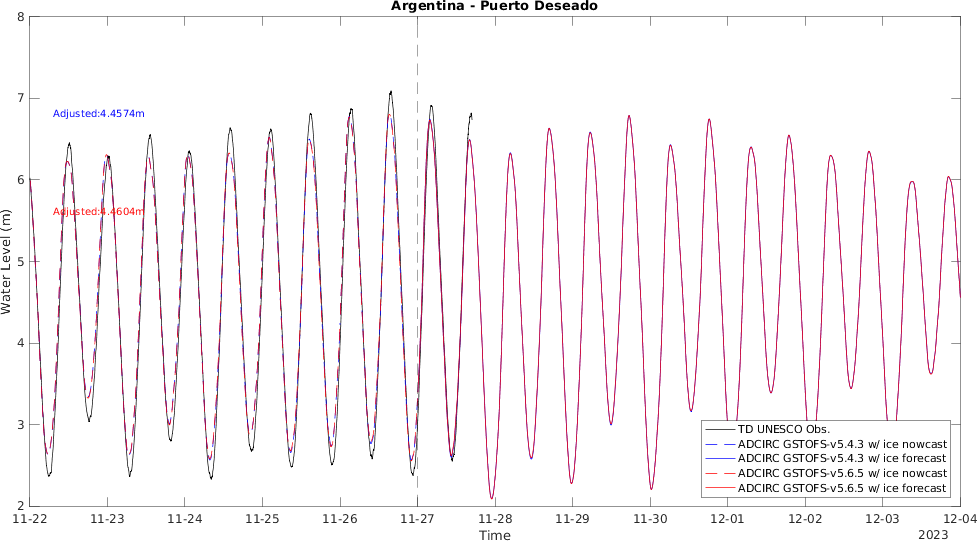 Argentina - Puerto Deseado
8
7
6
5
4
3
2
Water Level (m)
Adjusted:4.4574m
Adjusted:4.4604m
TD UNESCO Obs.
ADCIRC GSTOFS-v5.4.3 w/ ice nowcast
ADCIRC GSTOFS-v5.4.3 w/ ice forecast
ADCIRC GSTOFS-v5.6.5 w/ ice nowcast
ADCIRC GSTOFS-v5.6.5 w/ ice forecast
11-22 11-23 11-24 11-25 11-26 11-27 11-28 11-29 11-30 12-01 12-02 12-03 12-04
Time
2023